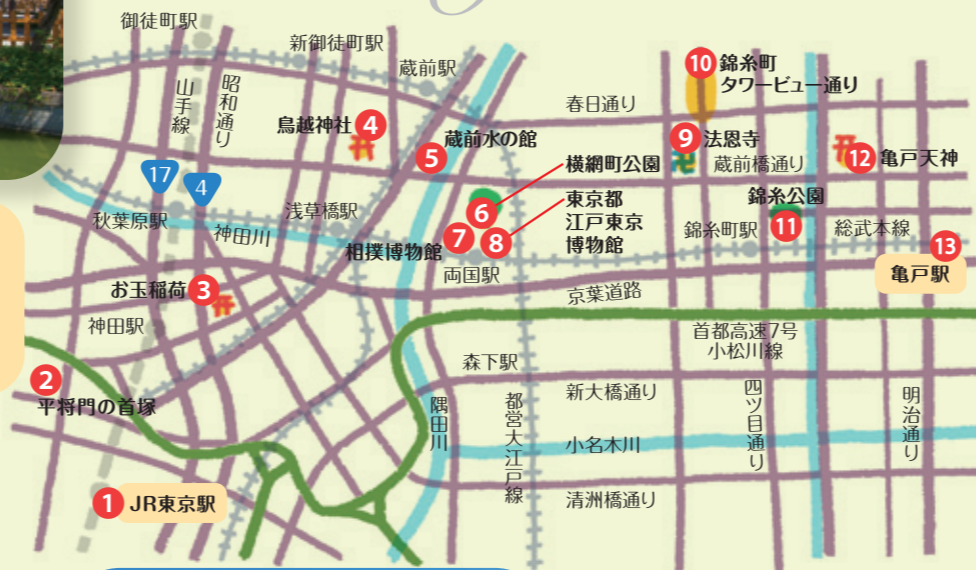 御徒町駅
新御徒町駅
蔵前駅
山手線
昭和通り
鳥越神社 4
5 蔵前水の館
春日通り
10 錦糸町
タワービュー通り
9 法恩寺
蔵前橋通り
12 亀戸天神
横網町公園
6
東京都
江戸東京
博物館
8
相撲博物館 7
両国駅
17
4
秋葉原駅
神田川
浅草橋駅
錦糸公園
11
錦糸町駅
総武本線
13
亀戸駅
お玉稲荷 3
神田駅
京葉道路
首都高速7号
小松川線
2
平将門の首塚
森下駅
新大橋通り
隅田川
都営大江戸線
四ツ目通り
明治通り
小名木川
清洲橋通り
1 JR東京駅